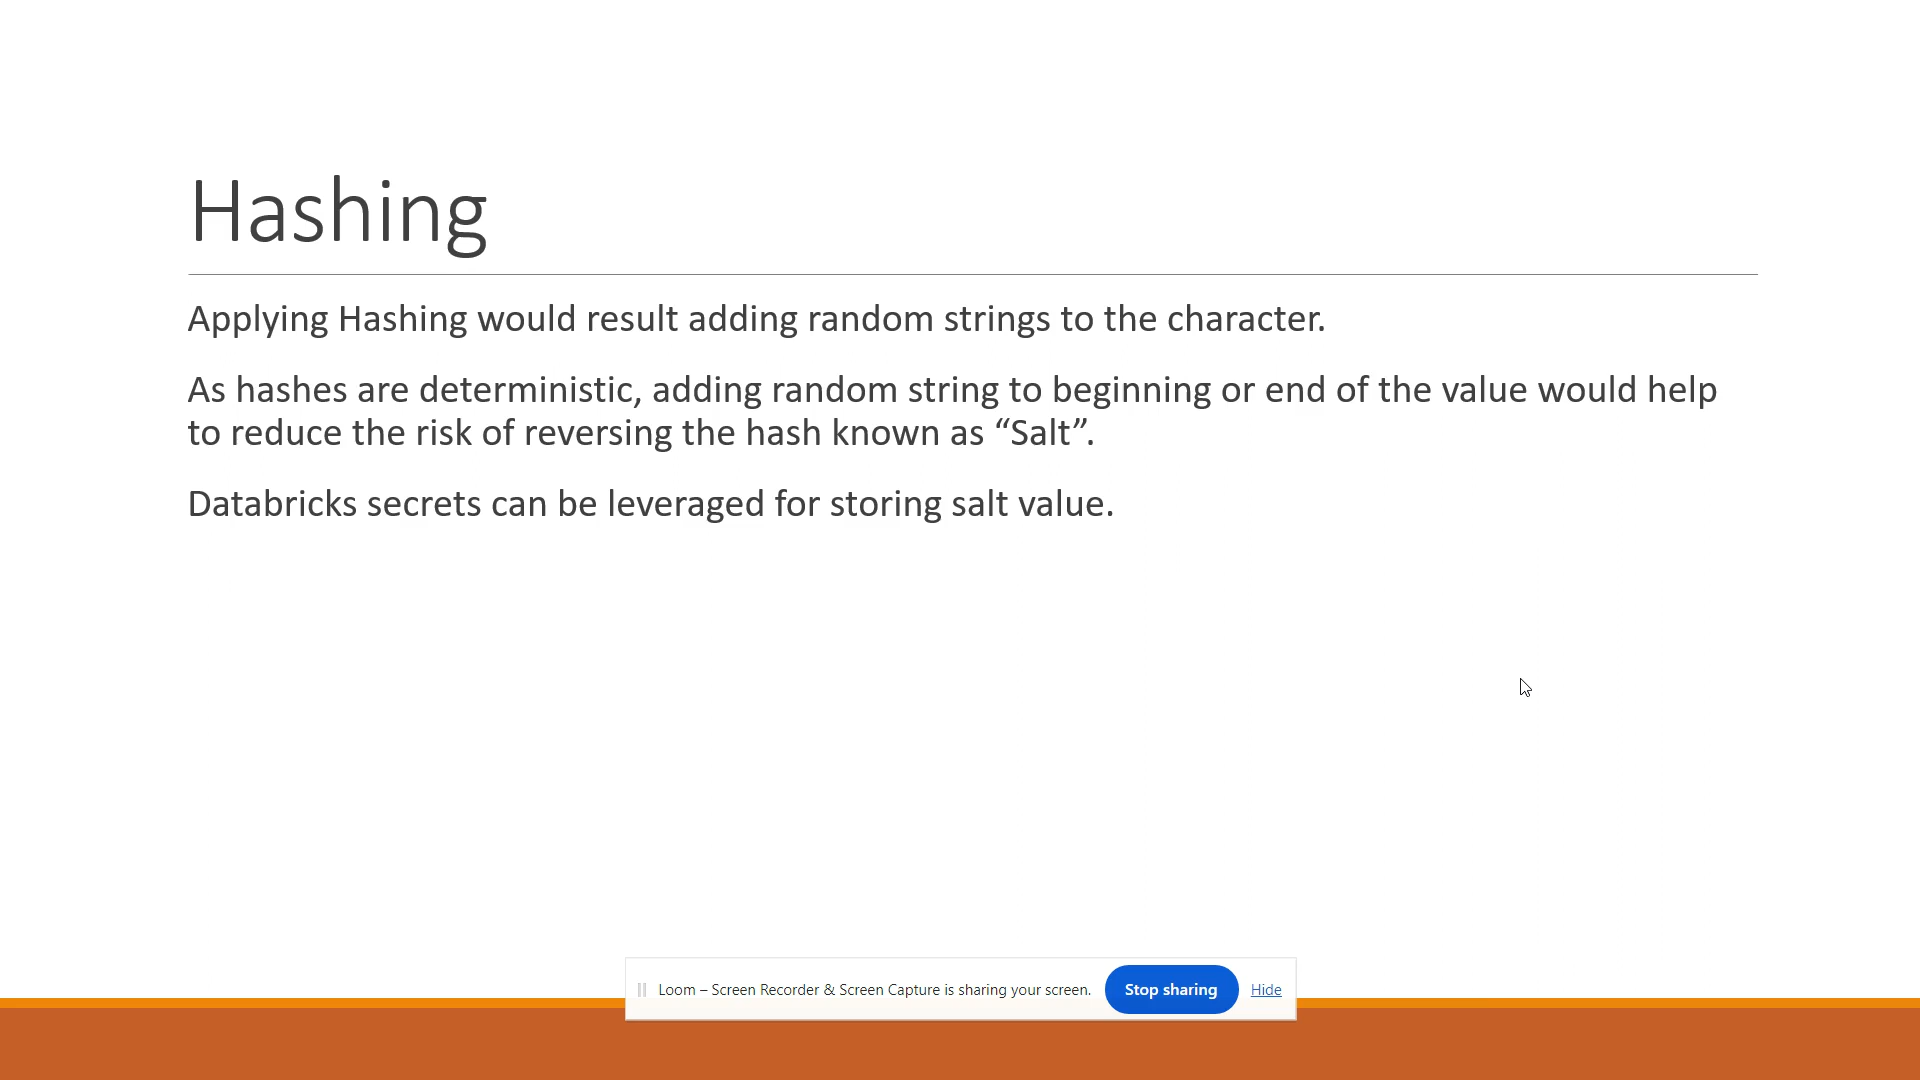 Hashing
Applying Hashing would result adding random strings to the character.
As hashes are deterministic, adding random string to beginning or end of the value would help
to reduce the risk of reversing the hash known as “Salt”.
Databricks secrets can be leveraged for storing salt value.
Loom – Screen Recorder & Screen Capture is sharing your screen. Stop sharing Hide